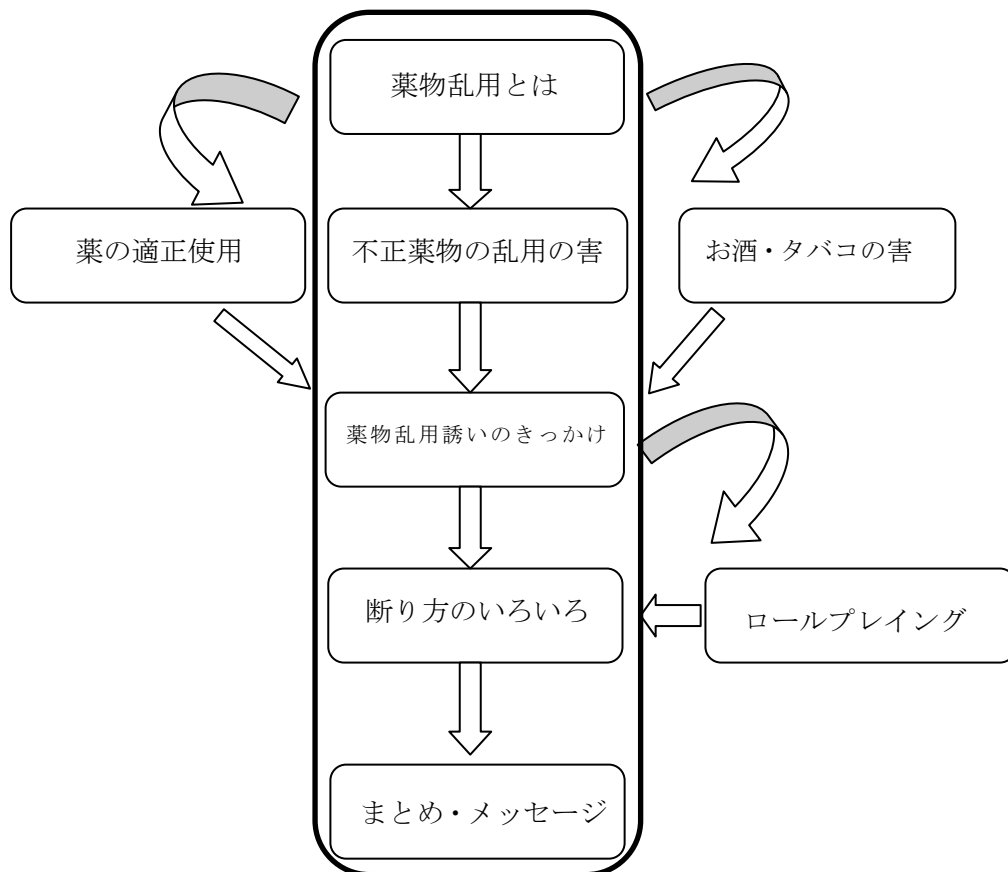 薬物乱用とは
薬の適正使用
不正薬物の乱用の害
お酒・タバコの害
薬物乱用誘いのきっかけ
断り方のいろいろ
ロールプレイング
まとめ・メッセージ